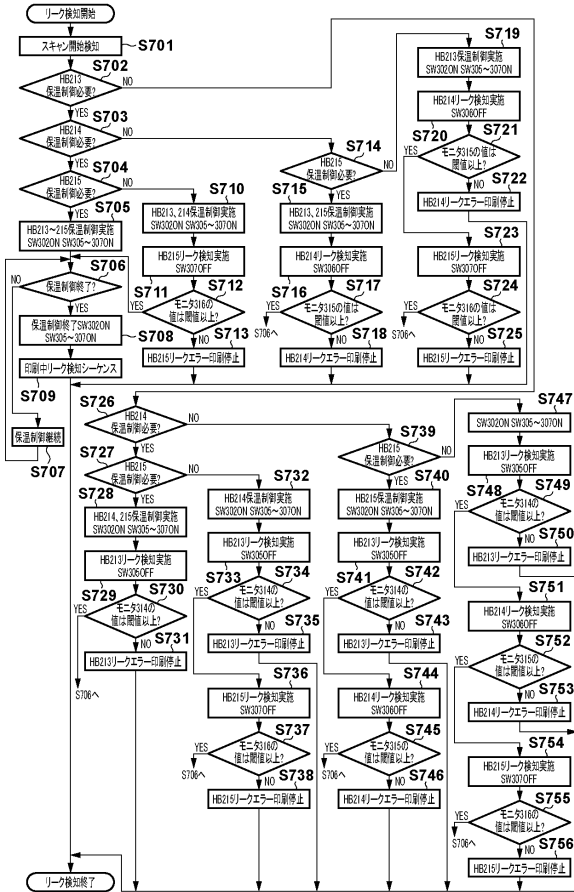 リーク検知開始
スキャン開始検知
S701
HB213
保温制御必要?
S702
NO
YES
HB214
保温制御必要?
S703
NO
YES
HB215
保温制御必要?
S704
NO
YES
S705
HB213～215保温制御実施
SW302ON SW305～307ON
S706
保温制御終了?
NO
YES
保温制御終了SW302ON
SW305～307ON
S708
印刷中リーク検知シーケンス
S709
保温制御継続
S707
S710
HB213, 214保温制御実施
SW302ON SW305～307ON
HB215リーク検知実施
SW307OFF
S711
S712
モニタ316の
値は閾値以上?
YES
NO
S713
HB215リークエラー印刷停止
S714
HB215
保温制御必要?
NO
YES
S715
HB213, 215保温制御実施
SW302ON SW305～307ON
HB214リーク検知実施
SW306OFF
S716
S717
モニタ315の値は
閾値以上?
YES
S706へ
NO
S718
HB214リークエラー印刷停止
S719
HB213保温制御実施
SW302ON SW305～307ON
HB214リーク検知実施
SW306OFF
S720
S721
モニタ315の値は
閾値以上?
YES
NO
S722
HB214リークエラー印刷停止
S723
HB215リーク検知実施
SW307OFF
S724
モニタ316の値は
閾値以上?
YES
S706へ
NO
S725
HB215リークエラー印刷停止
S726
HB214
保温制御必要?
NO
YES
S727
HB215
保温制御必要?
NO
YES
S728
HB214, 215保温制御実施
SW302ON SW305～307ON
HB213リーク検知実施
SW305OFF
S729
S730
モニタ314の
値は閾値以上?
YES
S706へ
NO
S731
HB213リークエラー印刷停止
S732
HB214保温制御実施
SW302ON SW305～307ON
HB213リーク検知実施
SW305OFF
S733
S734
モニタ314の
値は閾値以上?
YES
NO
S735
HB213リークエラー印刷停止
S736
HB215リーク検知実施
SW307OFF
S737
モニタ316の
値は閾値以上?
YES
S706へ
NO
S738
HB215リークエラー印刷停止
S739
HB215
保温制御必要?
NO
YES
S740
HB215保温制御実施
SW302ON SW305～307ON
HB213リーク検知実施
SW305OFF
S741
S742
モニタ314の
値は閾値以上?
YES
NO
S743
HB213リークエラー印刷停止
S744
HB214リーク検知実施
SW306OFF
S745
モニタ315の
値は閾値以上?
YES
S706へ
NO
S746
HB214リークエラー印刷停止
S747
SW302ON SW305～307ON
HB213リーク検知実施
SW305OFF
S748
S749
モニタ314の
値は閾値以上?
YES
NO
S750
HB213リークエラー印刷停止
S751
HB214リーク検知実施
SW306OFF
S752
モニタ315の
値は閾値以上?
YES
NO
S753
HB214リークエラー印刷停止
S754
HB215リーク検知実施
SW307OFF
S755
モニタ316の
値は閾値以上?
YES
S706へ
NO
S756
HB215リークエラー印刷停止
リーク検知終了